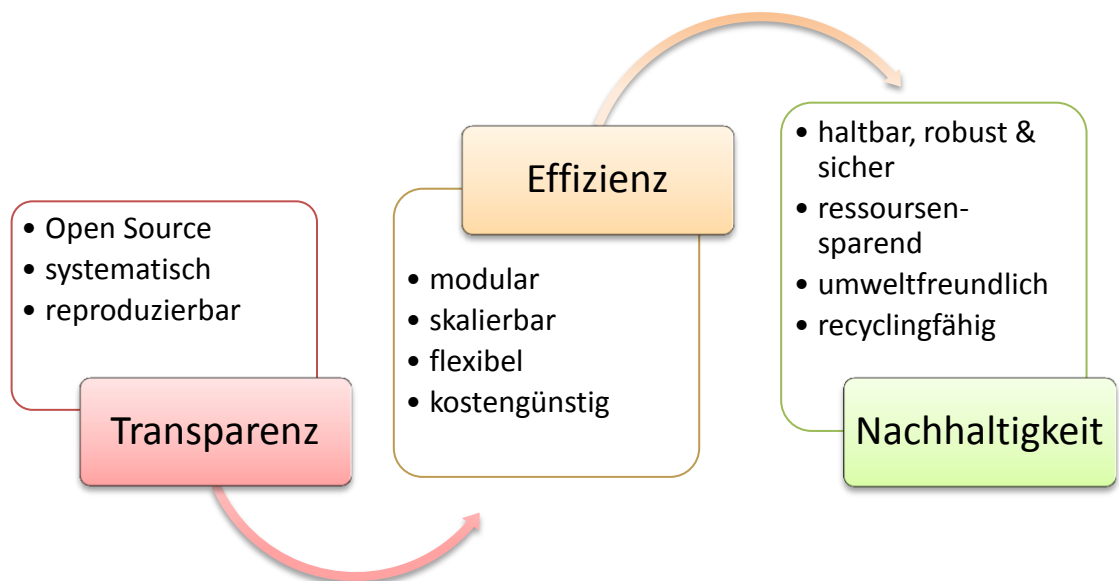 • Open Source
• systematisch
• reproduzierbar
Transparenz
Effizienz
• modular
• skalierbar
• flexibel
• kostengünstig
• haltbar, robust &
sicher
• ressoursen-
sparend
• umweltfreundlich
• recyclingfähig
Nachhaltigkeit